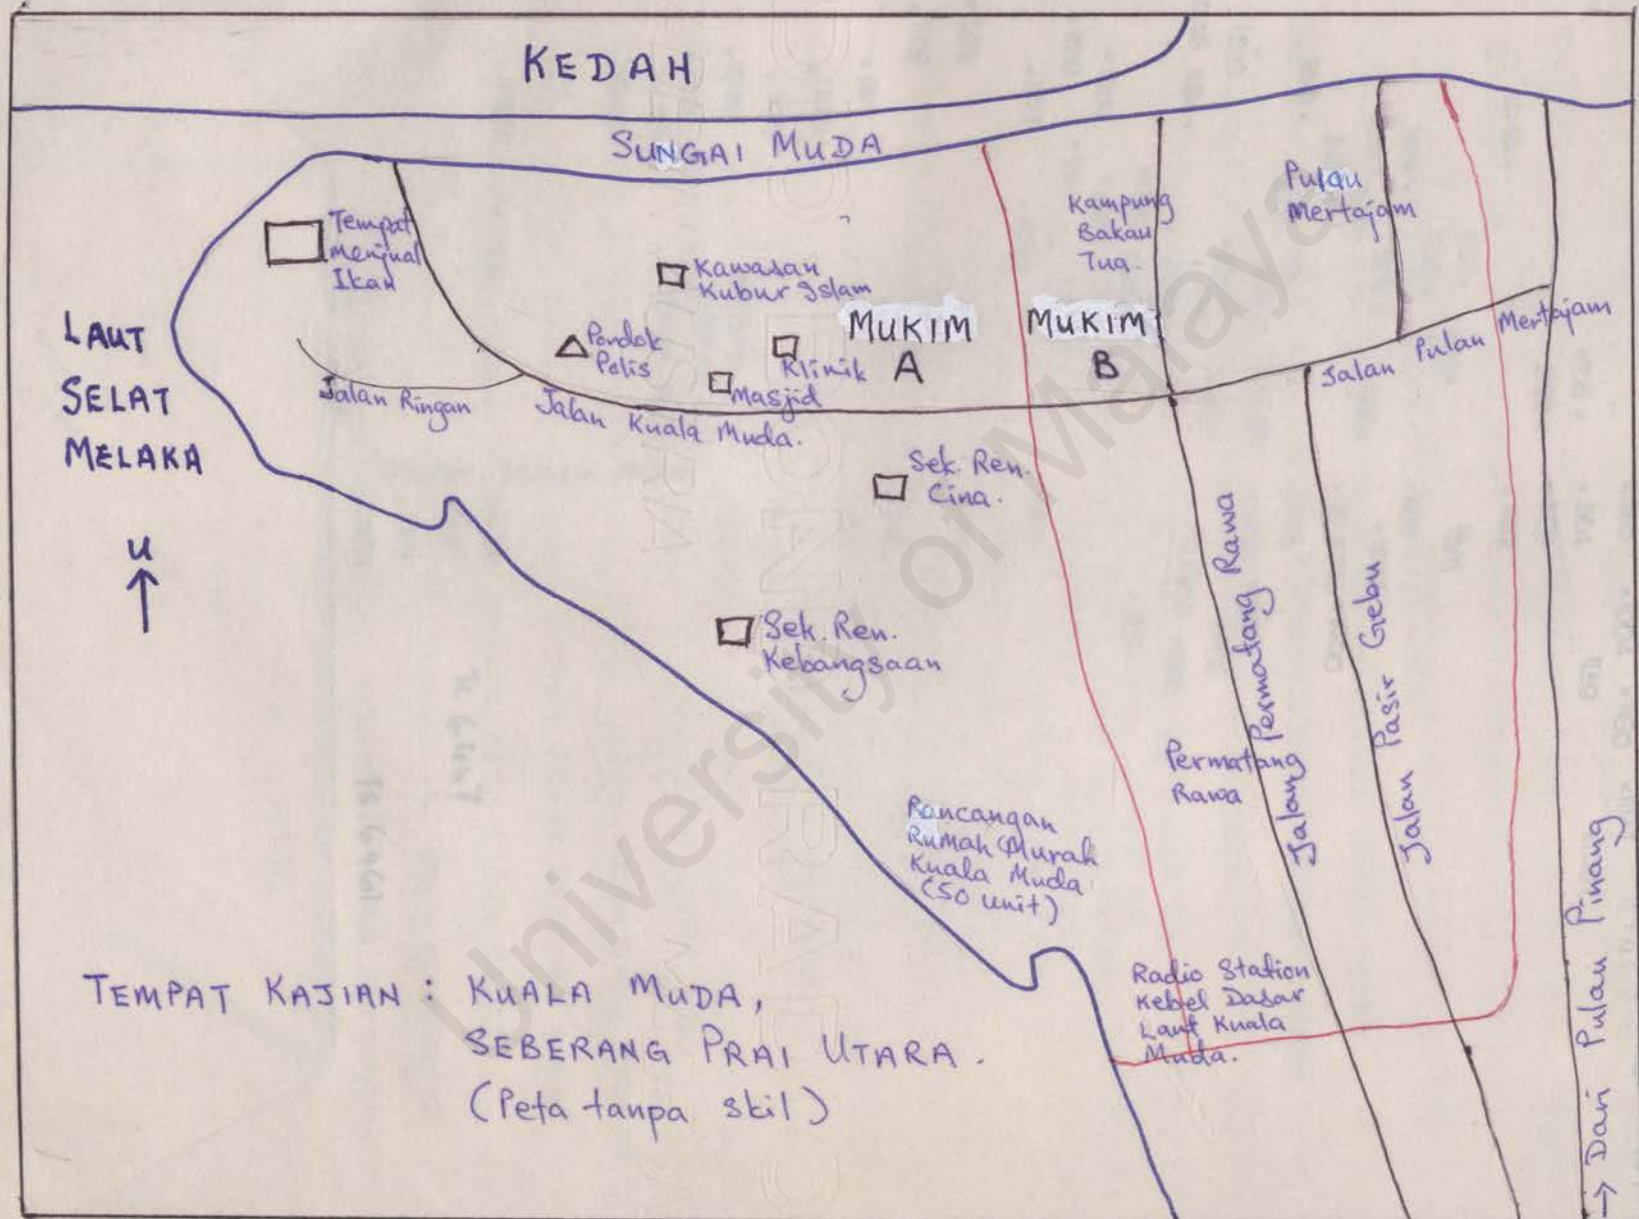 KEDAH
SUNGAI MUDA
Tempat
Menjual
Ikan
Kawasan
Kubur Islam
Kampung
Bakau
Tua.
Pulau
Mertajam
LAUT
SELAT
MELAKA
Pondok
Polis
Klinik
Masjid
MUKIM
A
MUKIM
B
Jalan Pulau Mertajam
Jalan Ringan
Jalan Kuala Muda.
Sek. Ren.
Cina.
U
Sek. Ren.
Kebangsaan
Jalan Permatang Rawa
Jalan Pasir Gebu
Permatang
Rawa
Rancangan
Rumah Murah
Kuala Muda
(50 unit)
Radio Station
Kebel Dasar
Laut Kuala
Muda.
→ Dari Pulau Pinang
TEMPAT KAJIAN : KUALA MUDA,
SEBERANG PRAI UTARA.
(Peta tanpa skil)
University of Malaya